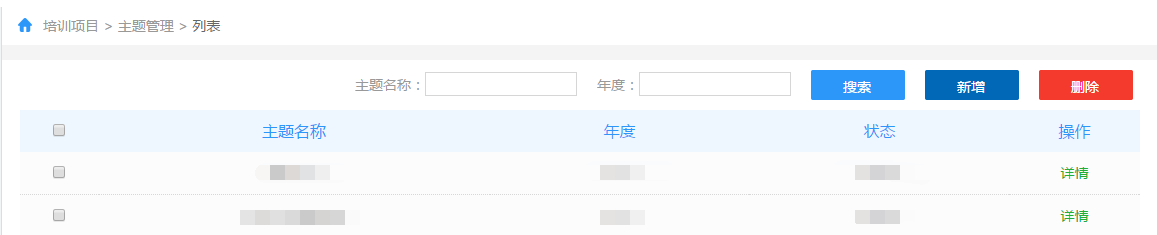 培训项目 > 主题管理 > 列表
主题名称： 年度： 搜索 新增 删除
主题名称 年度 状态 操作
详情
详情